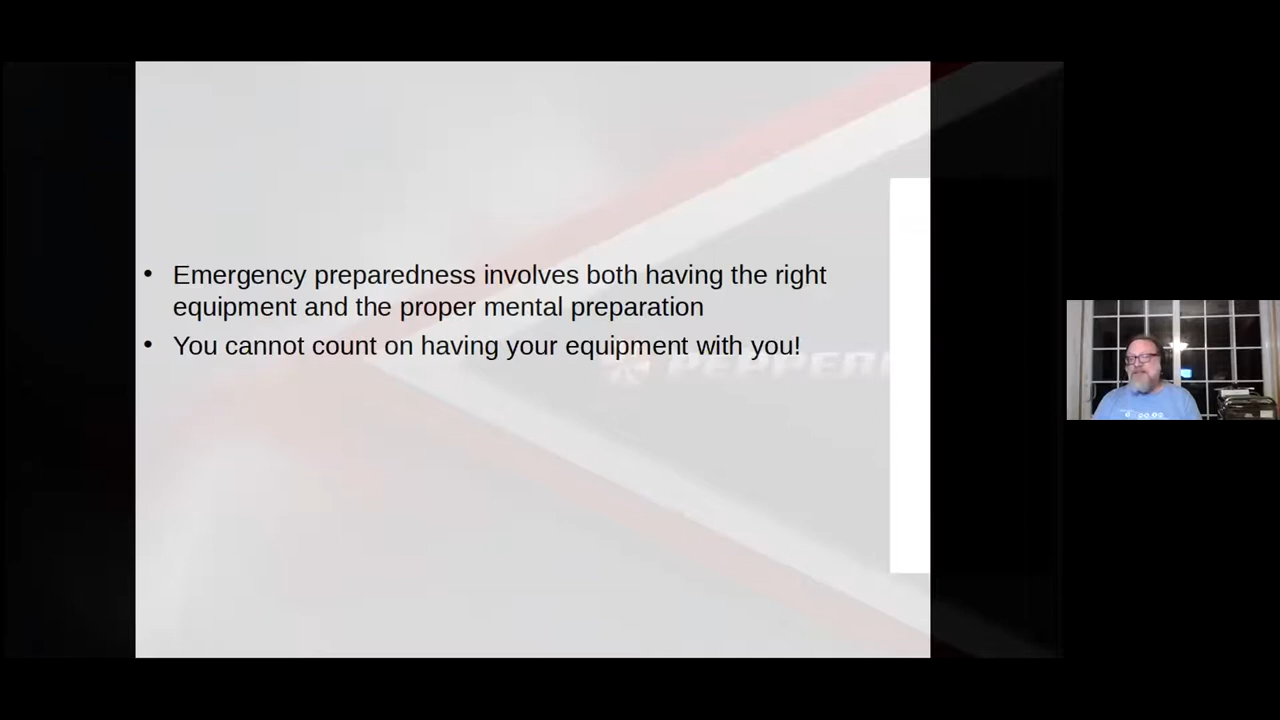 • Emergency preparedness involves both having the right
equipment and the proper mental preparation
• You cannot count on having your equipment with you!